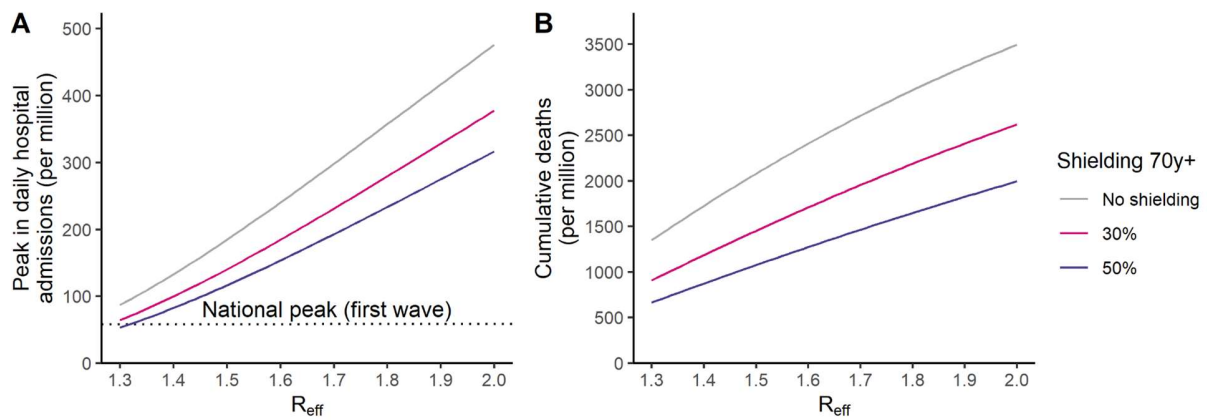 A
Peak in daily hospital
admissions (per million)
500
400
300
200
100
0
National peak (first wave)
1.3 1.4 1.5 1.6 1.7 1.8 1.9 2.0
Reff
B
Cumulative deaths
(per million)
3500
3000
2500
2000
1500
1000
500
0
1.3 1.4 1.5 1.6 1.7 1.8 1.9 2.0
Reff
Shielding 70y+
No shielding
30%
50%